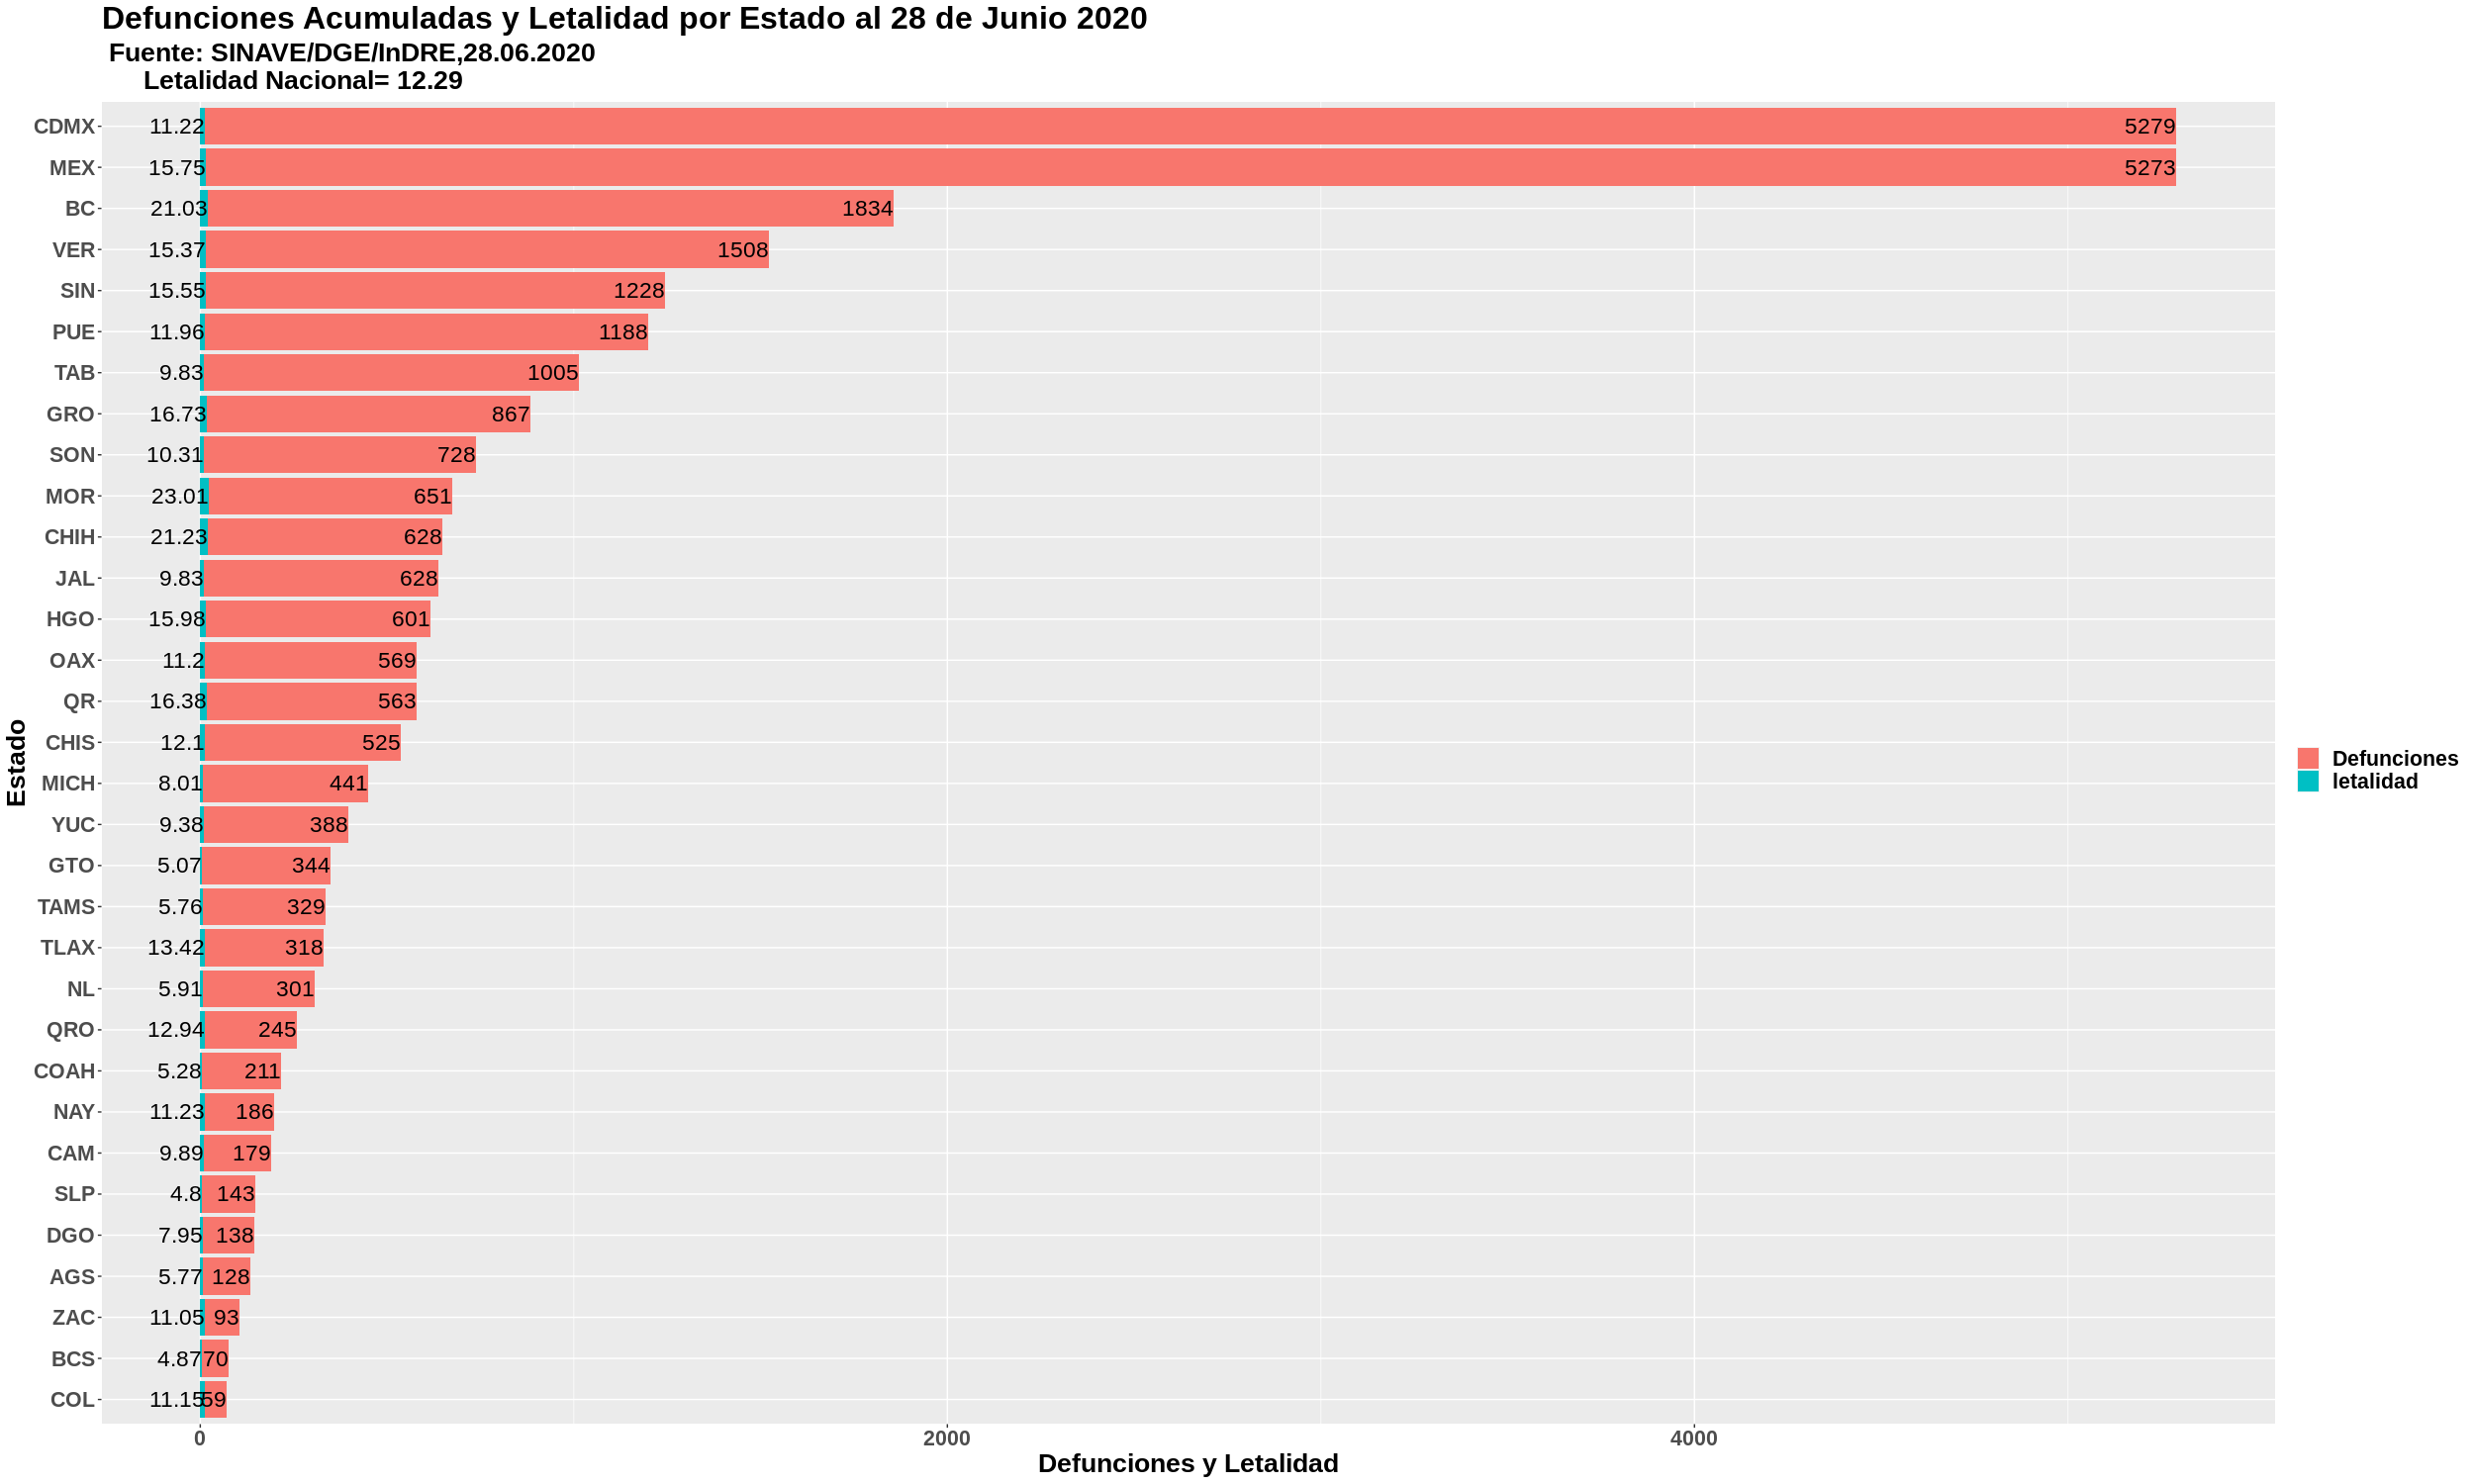 Defunciones Acumuladas y Letalidad por Estado al 28 de Junio 2020
Fuente: SINAVE/DGE/InDRE,28.06.2020
Letalidad Nacional= 12.29
CDMX 11.22 5279
MEX 15.75 5273
BC 21.03 1834
VER 15.37 1508
SIN 15.55 1228
PUE 11.96 1188
TAB 9.83 1005
GRO 16.73 867
SON 10.31 728
MOR 23.01 651
CHIH 21.23 628
JAL 9.83 628
HGO 15.98 601
OAX 11.2 569
QR 16.38 563
CHIS 12.1 525
MICH 8.01 441
YUC 9.38 388
GTO 5.07 344
TAMS 5.76 329
TLAX 13.42 318
NL 5.91 301
QRO 12.94 245
COAH 5.28 211
NAY 11.23 186
CAM 9.89 179
SLP 4.8 143
DGO 7.95 138
AGS 5.77 128
ZAC 11.05 93
BCS 4.87 70
COL 11.15 59
0 2000 4000
Defunciones y Letalidad
Estado
Defunciones
letalidad